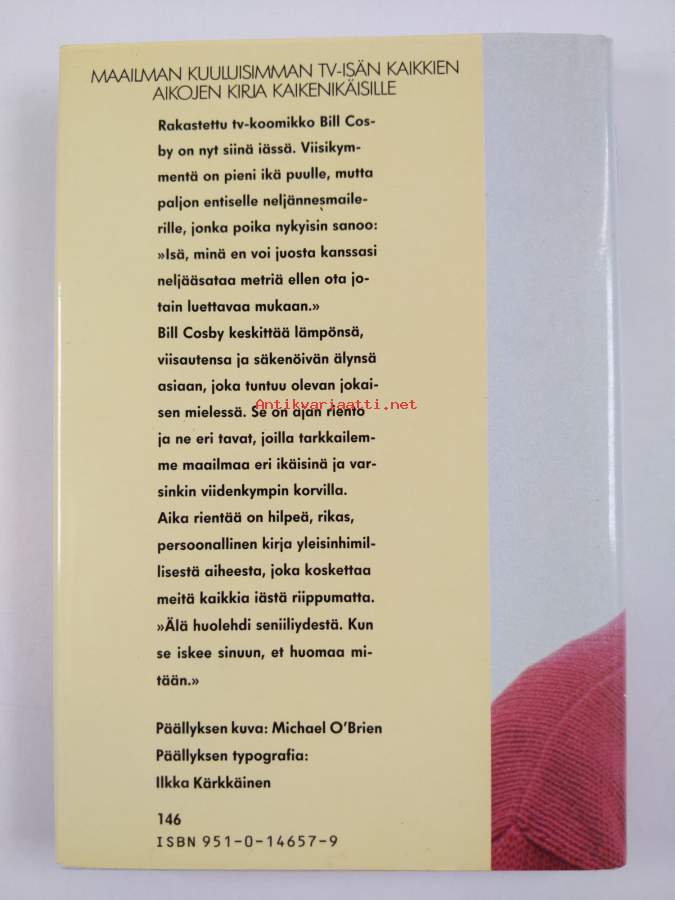 MAAILMAN KUULUISIMMAN TV-ISÄN KAIKKIEN
AIKOJEN KIRJA KAIKENIKÄISILLE
Rakastettu tv-koomikko Bill Cos-
by on nyt siinä iässä. Viisikym-
mentä on pieni ikä puulle, mutta
paljon entiselle neljännesmaile-
rille, jonka poika nykyisin sanoo:
»Isä, minä en voi juosta kanssasi
neljääsataa metriä ellen ota jo-
tain luettavaa mukaan.»
Bill Cosby keskittää lämpönsä,
viisautensa ja säkenöivän älynsä
asiaan, joka tuntuu olevan jokai-
sen mielessä. Se on ajan riento
Antikvariaatti.net
ja ne eri tavat, joilla tarkkailem-
me maailmaa eri ikäisinä ja var-
sinkin viidenkympin korvilla.
Aika rientää on hilpeä, rikas,
persoonallinen kirja yleisinhimil-
lisestä aiheesta, joka koskettaa
meitä kaikkia iästä riippumatta.
»Älä huolehdi seniiliydestä. Kun
se iskee sinuun, et huomaa mi-
tään.»
Päällyksen kuva: Michael O'Brien
Päällyksen typografia:
Ilkka Kärkkäinen
146
ISBN 951-0-14657-9